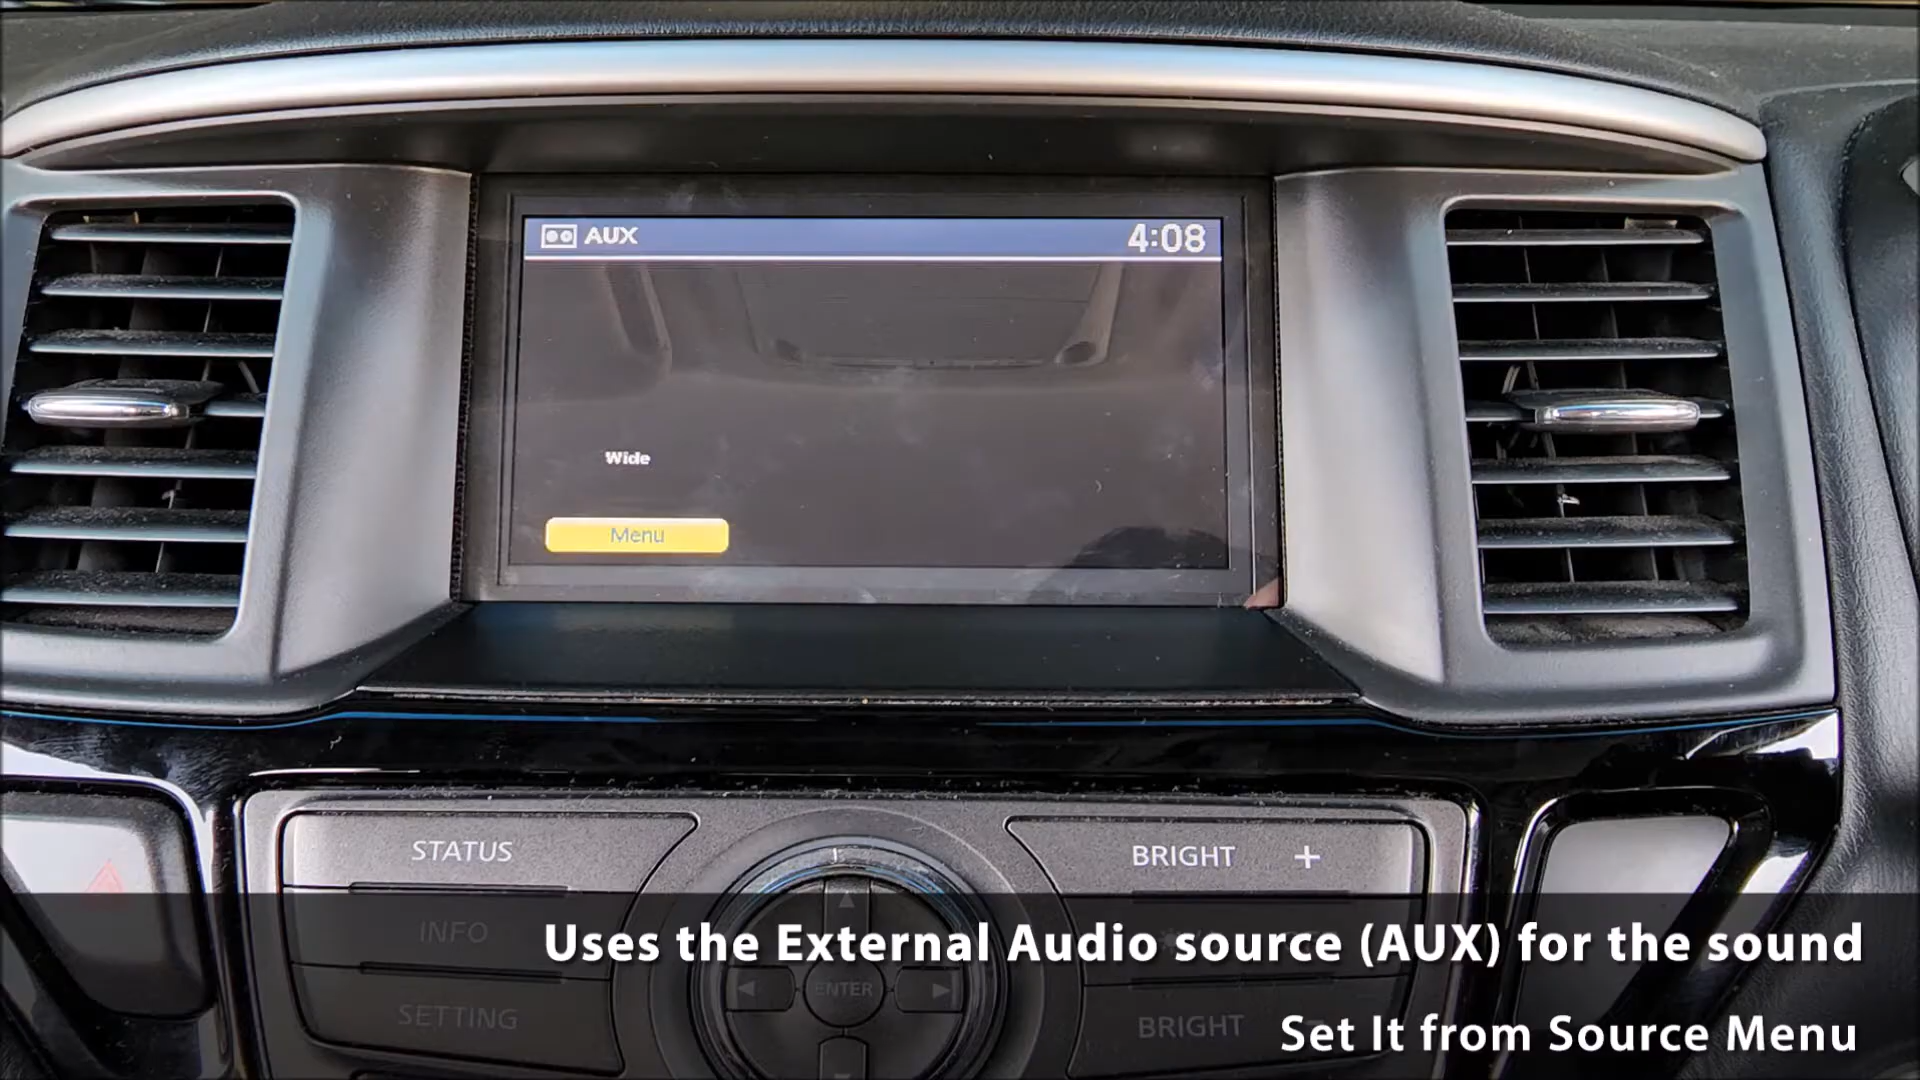 AUX 4:08
Wide
Menu
STATUS
BRIGHT +
INFO
Uses the External Audio source (AUX) for the sound
ENTER
SETTING
BRIGHT -
Set It from Source Menu